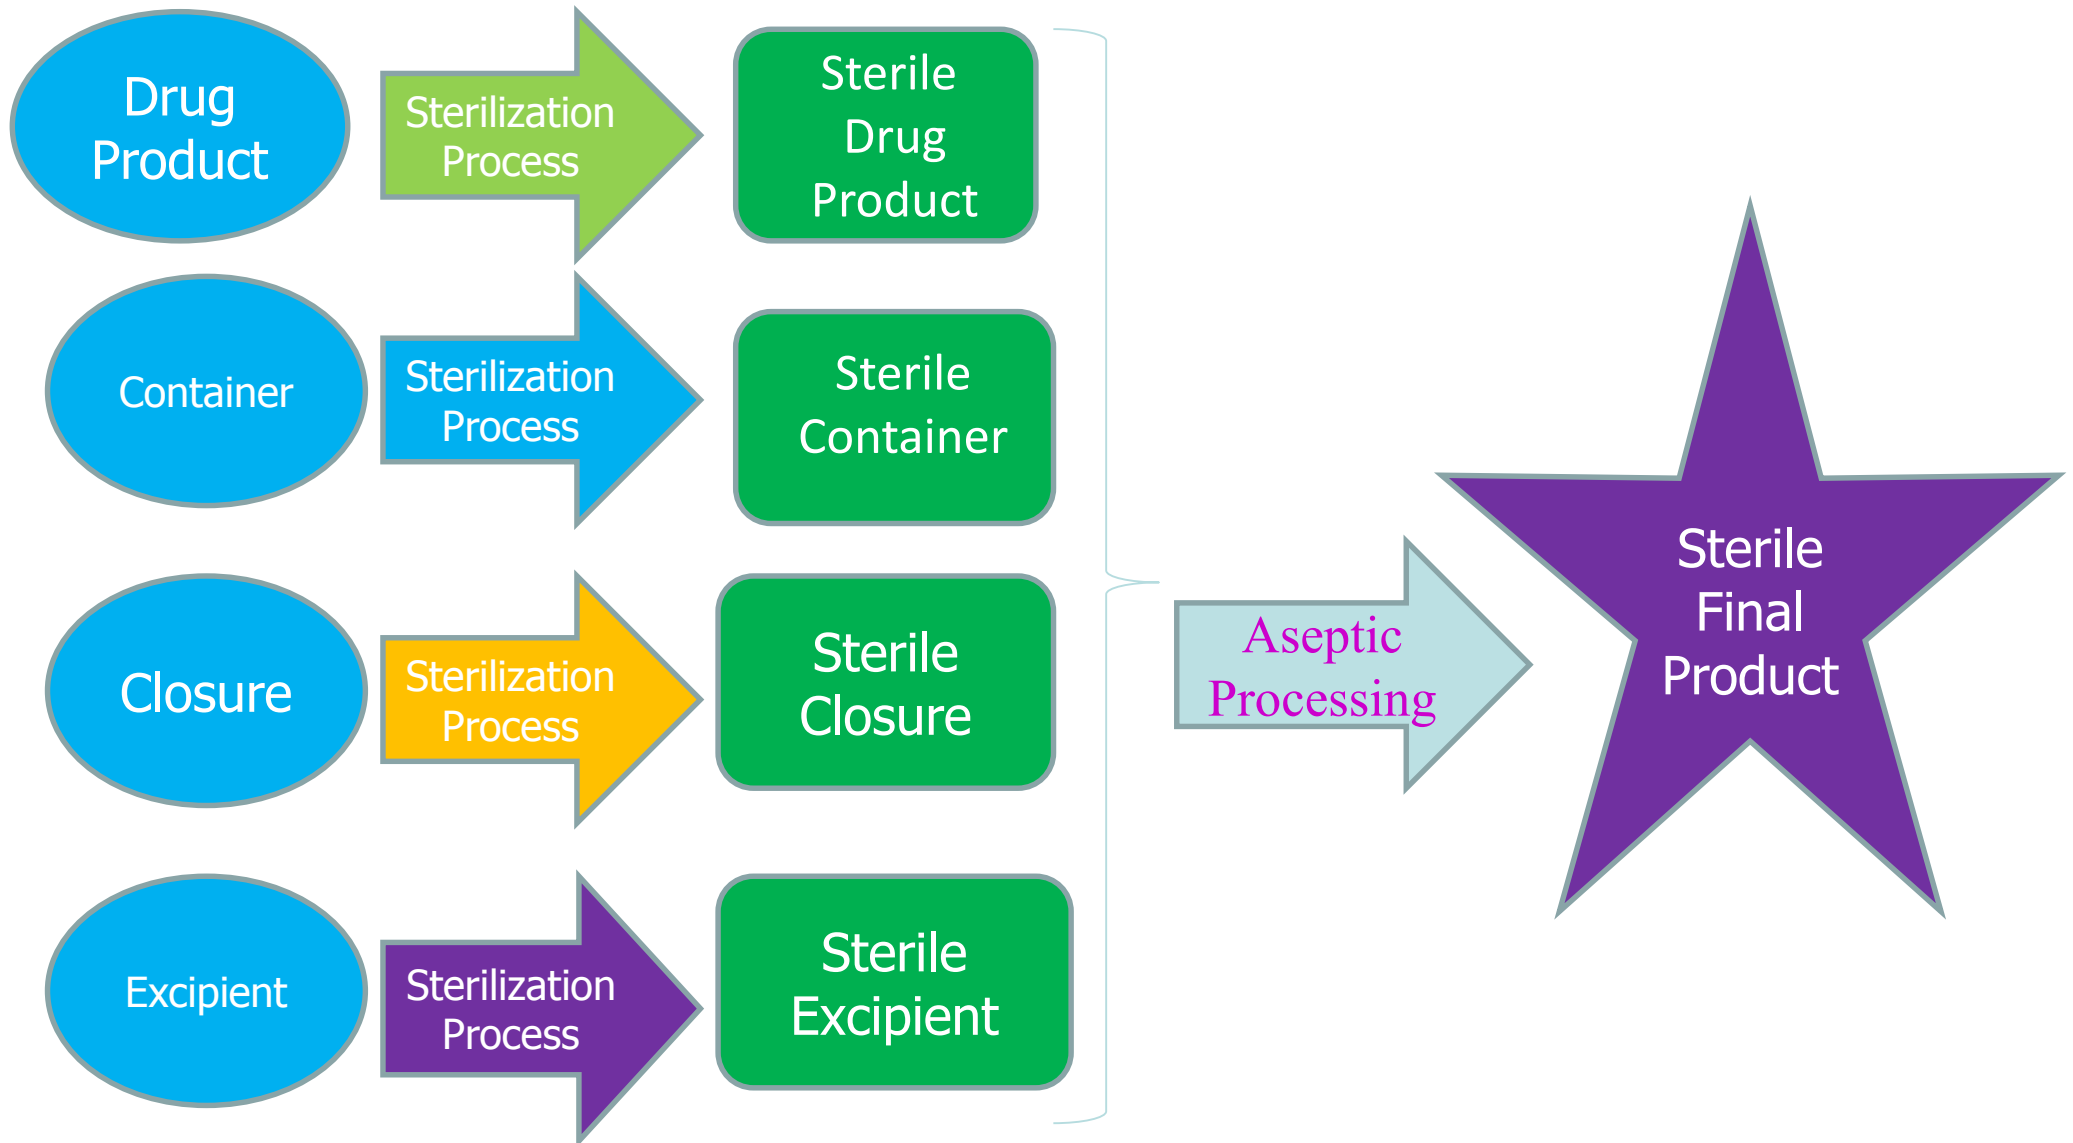 Drug
Product
Sterilization
Process
Sterile
Drug
Product
Container
Sterilization
Process
Sterile
Container
Closure
Sterilization
Process
Sterile
Closure
Excipient
Sterilization
Process
Sterile
Excipient
Aseptic
Processing
Sterile
Final
Product